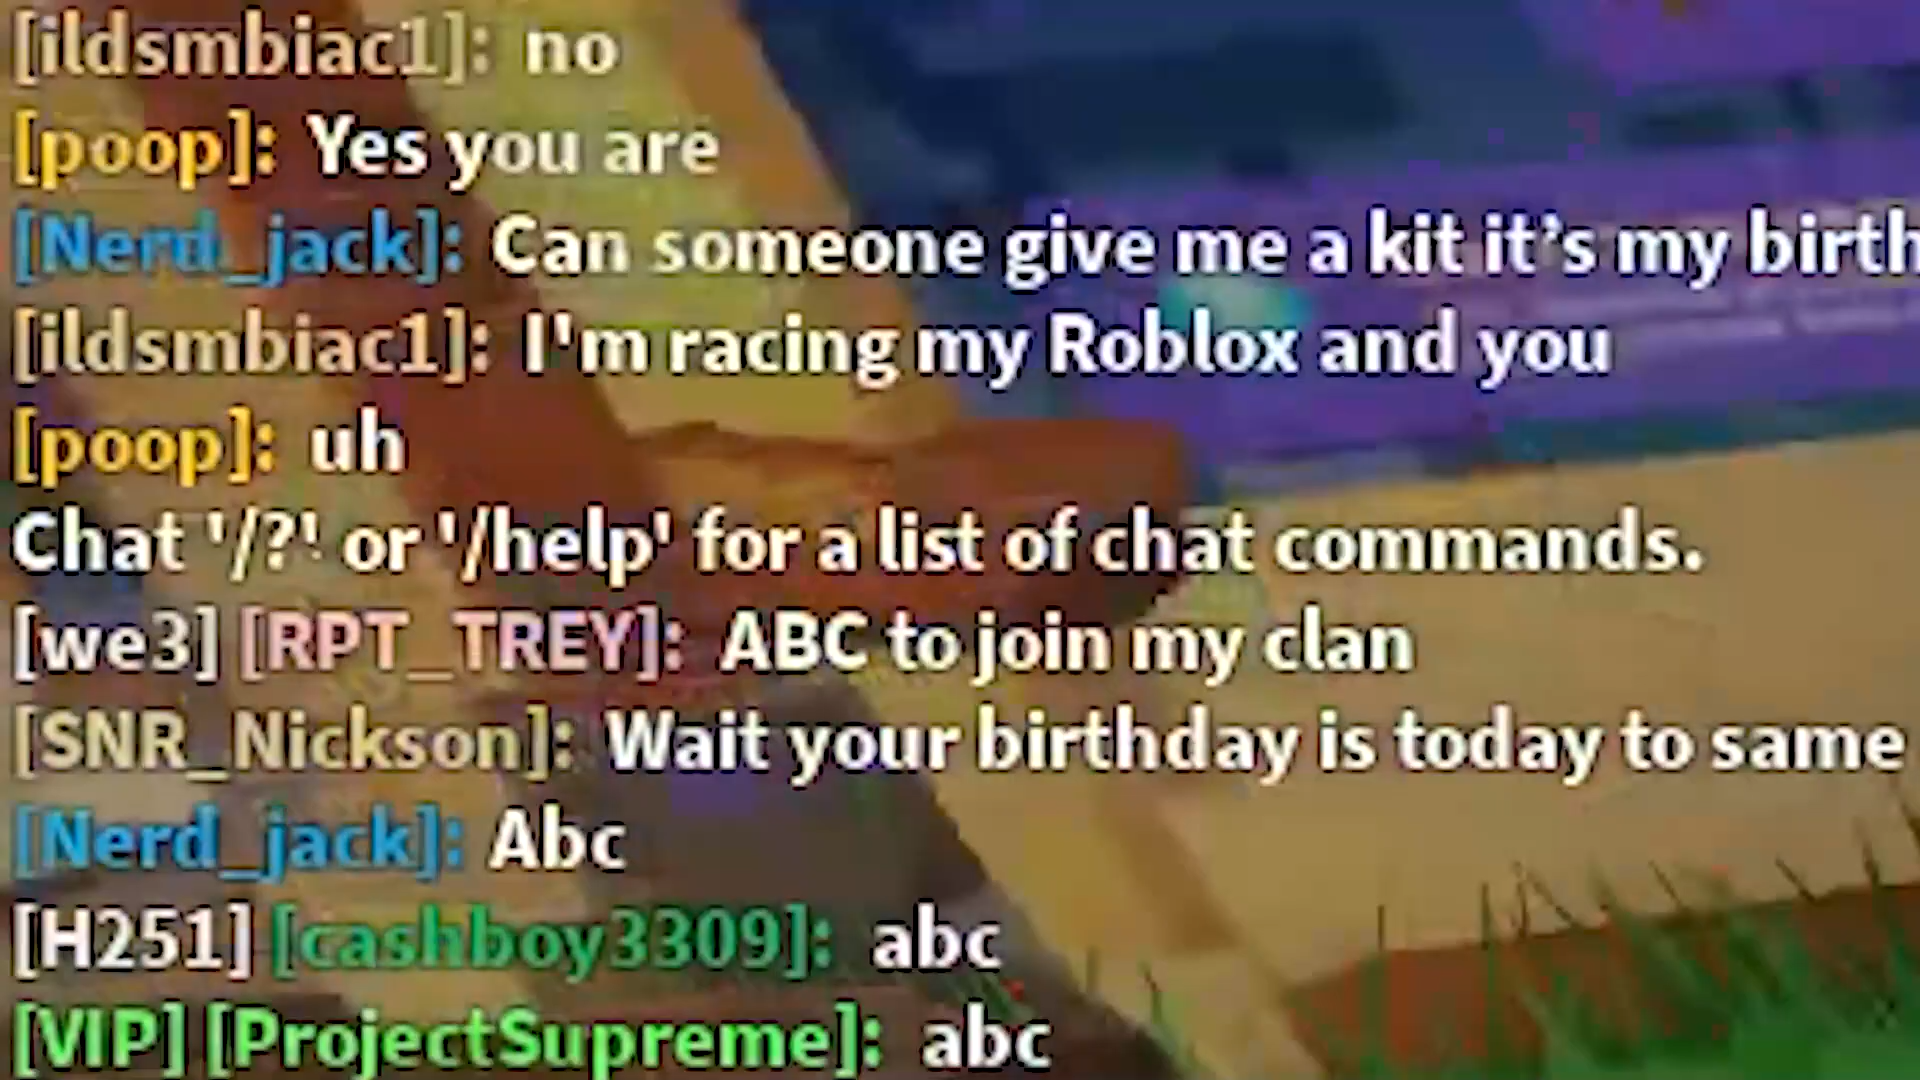 [ildsmbiac1]: no
[poop]: Yes you are
[Nerd_jack]: Can someone give me a kit it’s my birth
[ildsmbiac1]: I'm racing my Roblox and you
[poop]: uh
Chat '/?' or '/help' for a list of chat commands.
[we3] [RPT_TREY]: ABC to join my clan
[SNR_Nickson]: Wait your birthday is today to same
[Nerd_jack]: Abc
[H251] [cashboy3309]: abc
[VIP] [ProjectSupreme]: abc